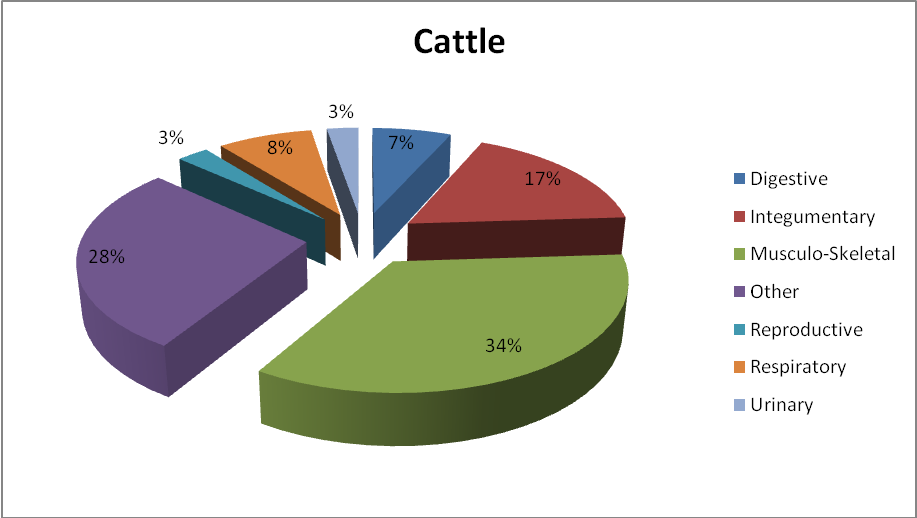 Cattle
3%
7%
3%
8%
17%
28%
34%
Digestive
Integumentary
Musculo-Skeletal
Other
Reproductive
Respiratory
Urinary